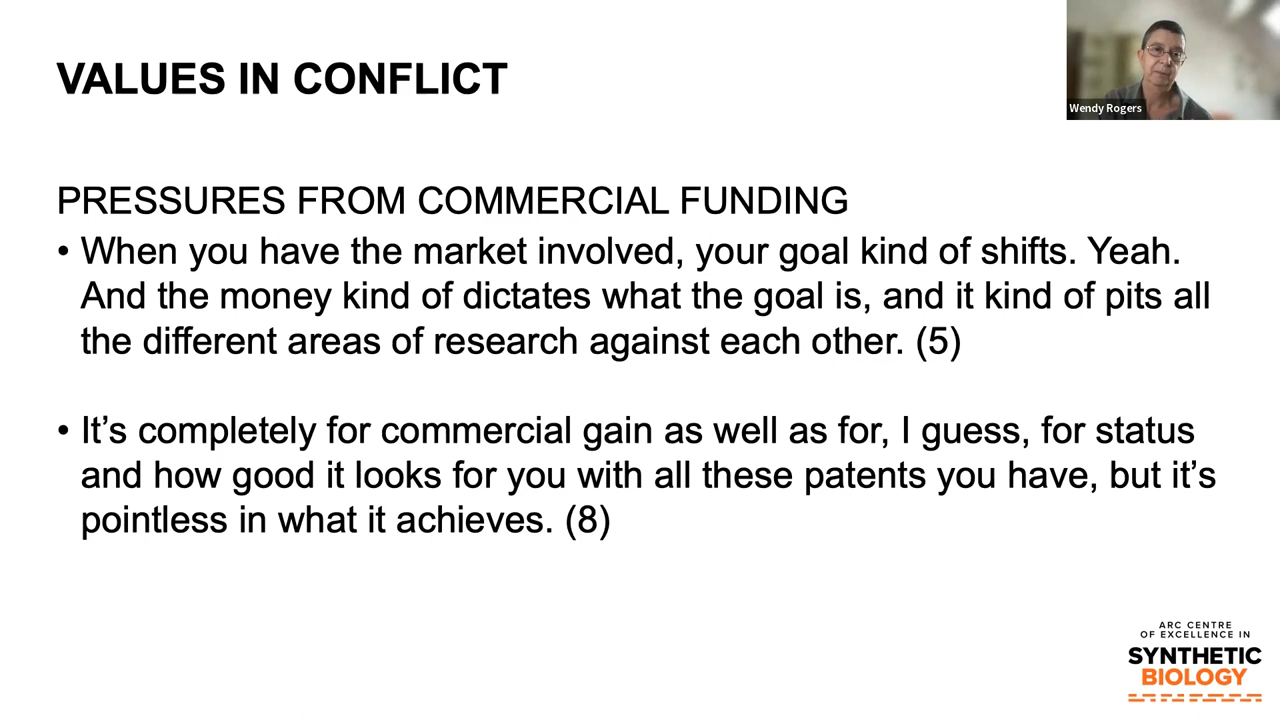 VALUES IN CONFLICT
Wendy Rogers
PRESSURES FROM COMMERCIAL FUNDING
• When you have the market involved, your goal kind of shifts. Yeah.
And the money kind of dictates what the goal is, and it kind of pits all
the different areas of research against each other. (5)
• It’s completely for commercial gain as well as for, I guess, for status
and how good it looks for you with all these patents you have, but it’s
pointless in what it achieves. (8)
ARC CENTRE
OF EXCELLENCE IN
SYNTHETIC
BIOLOGY